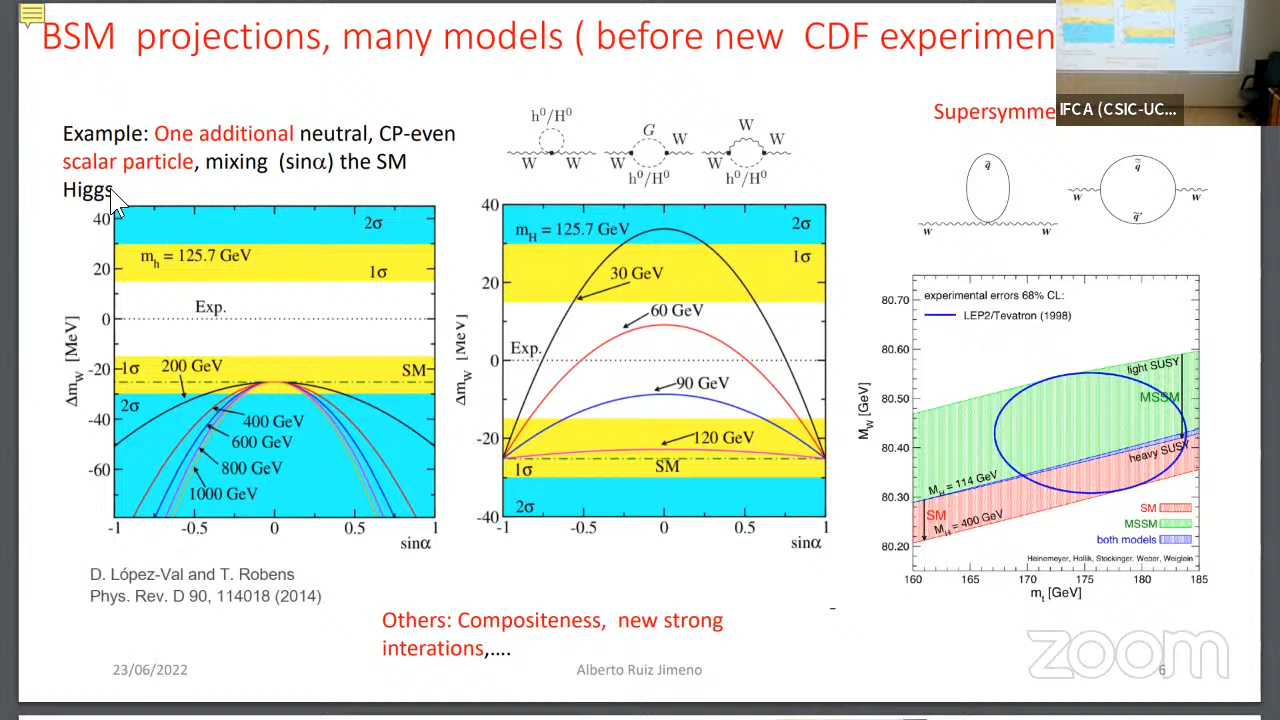 BSM projections, many models ( before new CDF experimen
IFCA (CSIC-UC...
Supersymme
Example: One additional neutral, CP-even
scalar particle, mixing (sinα) the SM
Higgs
h⁰/H⁰
W W
G
W W
h⁰/H⁰
W
W W
h⁰/H⁰
q̃
W W
q̃
W W
q̃'
40
20
0
-20
-40
-60
Δm_W [MeV]
2σ
m_h = 125.7 GeV
1σ
Exp.
1σ
200 GeV
SM
2σ
400 GeV
600 GeV
800 GeV
1000 GeV
-1 -0.5 0 0.5 1
sinα
40
20
0
-20
-40
Δm_W [MeV]
m_H = 125.7 GeV
2σ
1σ
30 GeV
60 GeV
Exp.
90 GeV
120 GeV
1σ
SM
2σ
-1 -0.5 0 0.5 1
sinα
80.70
80.60
80.50
80.40
80.30
80.20
M_W [GeV]
experimental errors 68% CL:
LEP2/Tevatron (1998)
light SUSY
MSSM
heavy SUSY
M_H = 114 GeV
SM
M_H = 400 GeV
SM
MSSM
both models
Heinemeyer, Hollik, Stockinger, Weber, Weiglein
160 165 170 175 180 185
m_t [GeV]
D. López-Val and T. Robens
Phys. Rev. D 90, 114018 (2014)
Others: Compositeness, new strong
interations,....
23/06/2022
Alberto Ruiz Jimeno
6
zoom